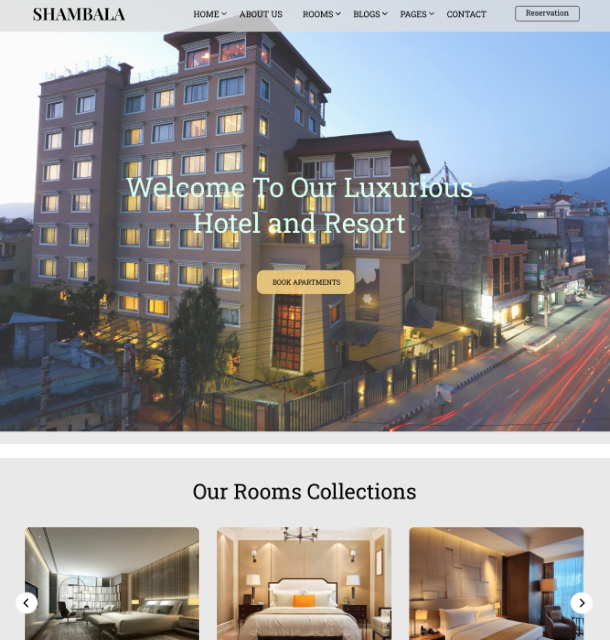 SHAMBALA
HOME ABOUT US ROOMS BLOGS PAGES CONTACT Reservation
Welcome To Our Luxurious
Hotel and Resort
BOOK APARTMENTS
Our Rooms Collections